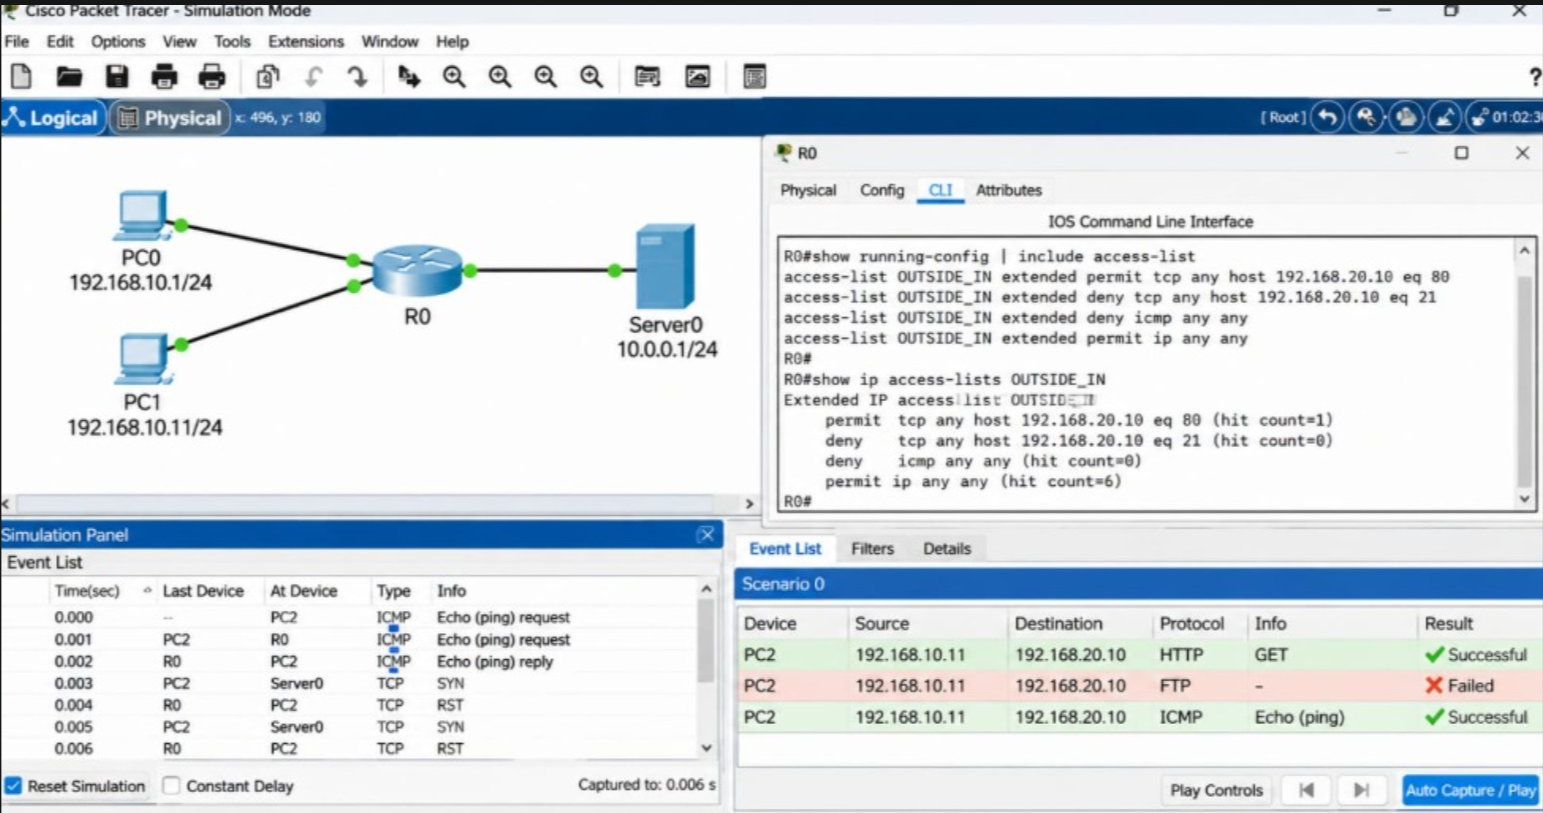 Cisco Packet Tracer - Simulation Mode
File Edit Options View Tools Extensions Window Help
?
Logical Physical x: 496, y: 180 [Root] 01:02:3
PC0
192.168.10.1/24
R0
PC1
192.168.10.11/24
Server0
10.0.0.1/24
R0
Physical Config CLI Attributes
IOS Command Line Interface
R0#show running-config | include access-list
access-list OUTSIDE_IN extended permit tcp any host 192.168.20.10 eq 80
access-list OUTSIDE_IN extended deny tcp any host 192.168.20.10 eq 21
access-list OUTSIDE_IN extended deny icmp any any
access-list OUTSIDE_IN extended permit ip any any
R0#
R0#show ip access-lists OUTSIDE_IN
Extended IP access list
permit tcp any host 192.168.20.10 eq 80 (hit count=1)
deny tcp any host 192.168.20.10 eq 21 (hit count=0)
deny icmp any any (hit count=0)
permit ip any any (hit count=6)
R0#
Simulation Panel
Event List
Time(sec) Last Device At Device Type Info
0.000 -- PC2 ICMP Echo (ping) request
0.001 PC2 R0 ICMP Echo (ping) request
0.002 R0 PC2 ICMP Echo (ping) reply
0.003 PC2 Server0 TCP SYN
0.004 R0 PC2 TCP RST
0.005 PC2 Server0 TCP SYN
0.006 R0 PC2 TCP RST
Reset Simulation Constant Delay Captured to: 0.006 s
Event List Filters Details
Scenario 0
Device Source Destination Protocol Info Result
PC2 192.168.10.11 192.168.20.10 HTTP GET Successful
PC2 192.168.10.11 192.168.20.10 FTP - Failed
PC2 192.168.10.11 192.168.20.10 ICMP Echo (ping) Successful
Play Controls Auto Capture / Play